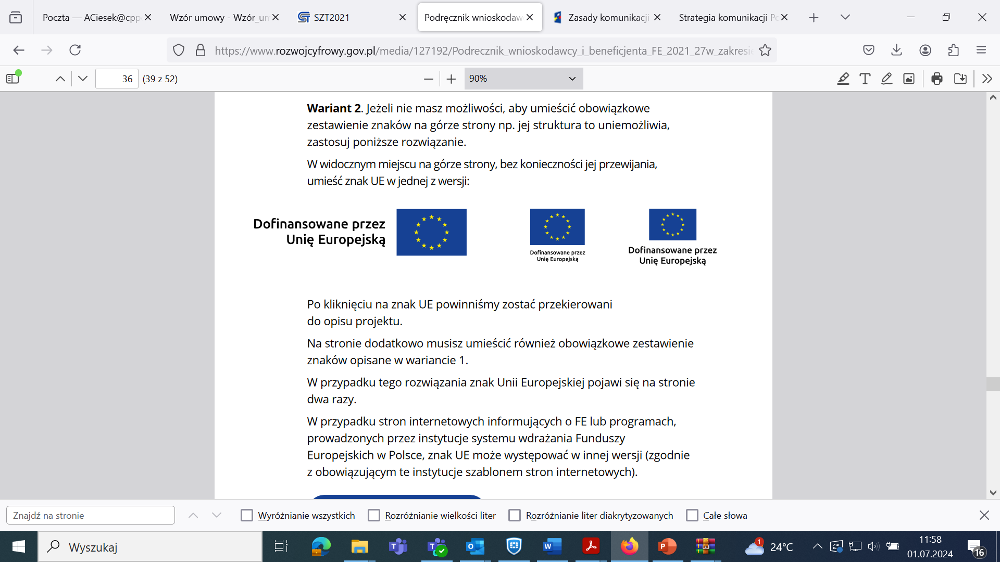 Poczta — ACiesek@cpp
Wzór umowy - Wzór_um
SZT2021
Podręcznik wnioskodaw
Zasady komunikacji
Strategia komunikacji Po
https://www.rozwojcyfrowy.gov.pl/media/127192/Podrecznik_wnioskodawcy_i_beneficjenta_FE_2021_27w_zakresie
36 (39 z 52)
90%
Wariant 2. Jeżeli nie masz możliwości, aby umieścić obowiązkowe
zestawienie znaków na górze strony np. jej struktura to uniemożliwia,
zastosuj poniższe rozwiązanie.
W widocznym miejscu na górze strony, bez konieczności jej przewijania,
umieść znak UE w jednej z wersji:
Dofinansowane przez
Unię Europejską
Dofinansowane przez
Unię Europejską
Dofinansowane przez
Unię Europejską
Po kliknięciu na znak UE powinniśmy zostać przekierowani
do opisu projektu.
Na stronie dodatkowo musisz umieścić również obowiązkowe zestawienie
znaków opisane w wariancie 1.
W przypadku tego rozwiązania znak Unii Europejskiej pojawi się na stronie
dwa razy.
W przypadku stron internetowych informujących o FE lub programach,
prowadzonych przez instytucje systemu wdrażania Funduszy
Europejskich w Polsce, znak UE może występować w innej wersji (zgodnie
z obowiązującym te instytucje szablonem stron internetowych).
Znajdź na stronie
Wyróżnianie wszystkich
Rozróżnianie wielkości liter
Rozróżnianie liter diakrytyzowanych
Całe słowa
Wyszukaj
1
24°C
11:58
01.07.2024
16